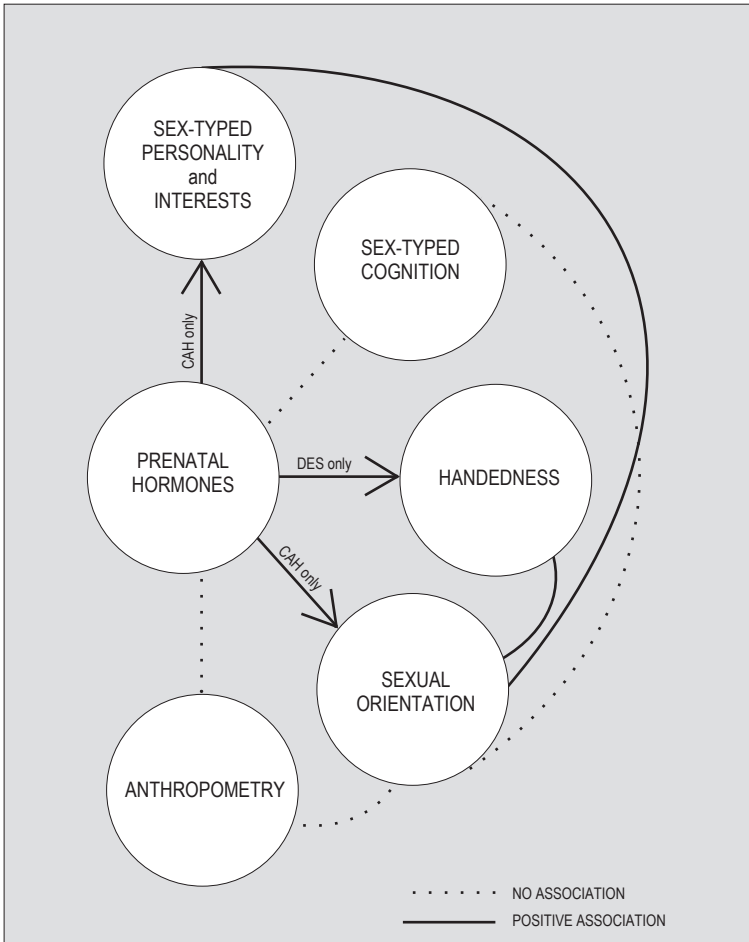 SEX-TYPED
PERSONALITY
and
INTERESTS
SEX-TYPED
COGNITION
CAH only
PRENATAL
HORMONES
DES only
HANDEDNESS
CAH only
SEXUAL
ORIENTATION
ANTHROPOMETRY
NO ASSOCIATION
POSITIVE ASSOCIATION